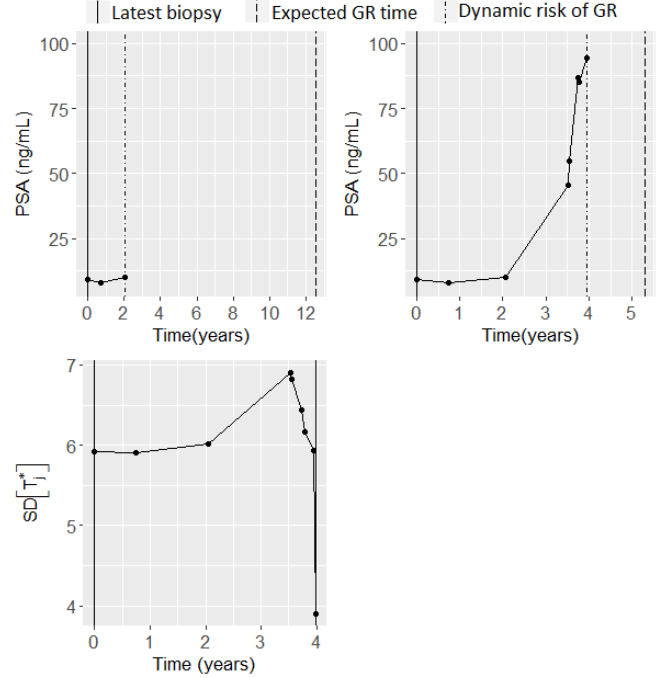 Latest biopsy Expected GR time Dynamic risk of GR
100
75
50
25
PSA (ng/mL)
0 2 4 6 8 10 12
Time(years)
100
75
50
25
PSA (ng/mL)
0 1 2 3 4 5
Time(years)
7
6
5
4
SD[T*j]
0 1 2 3 4
Time (years)